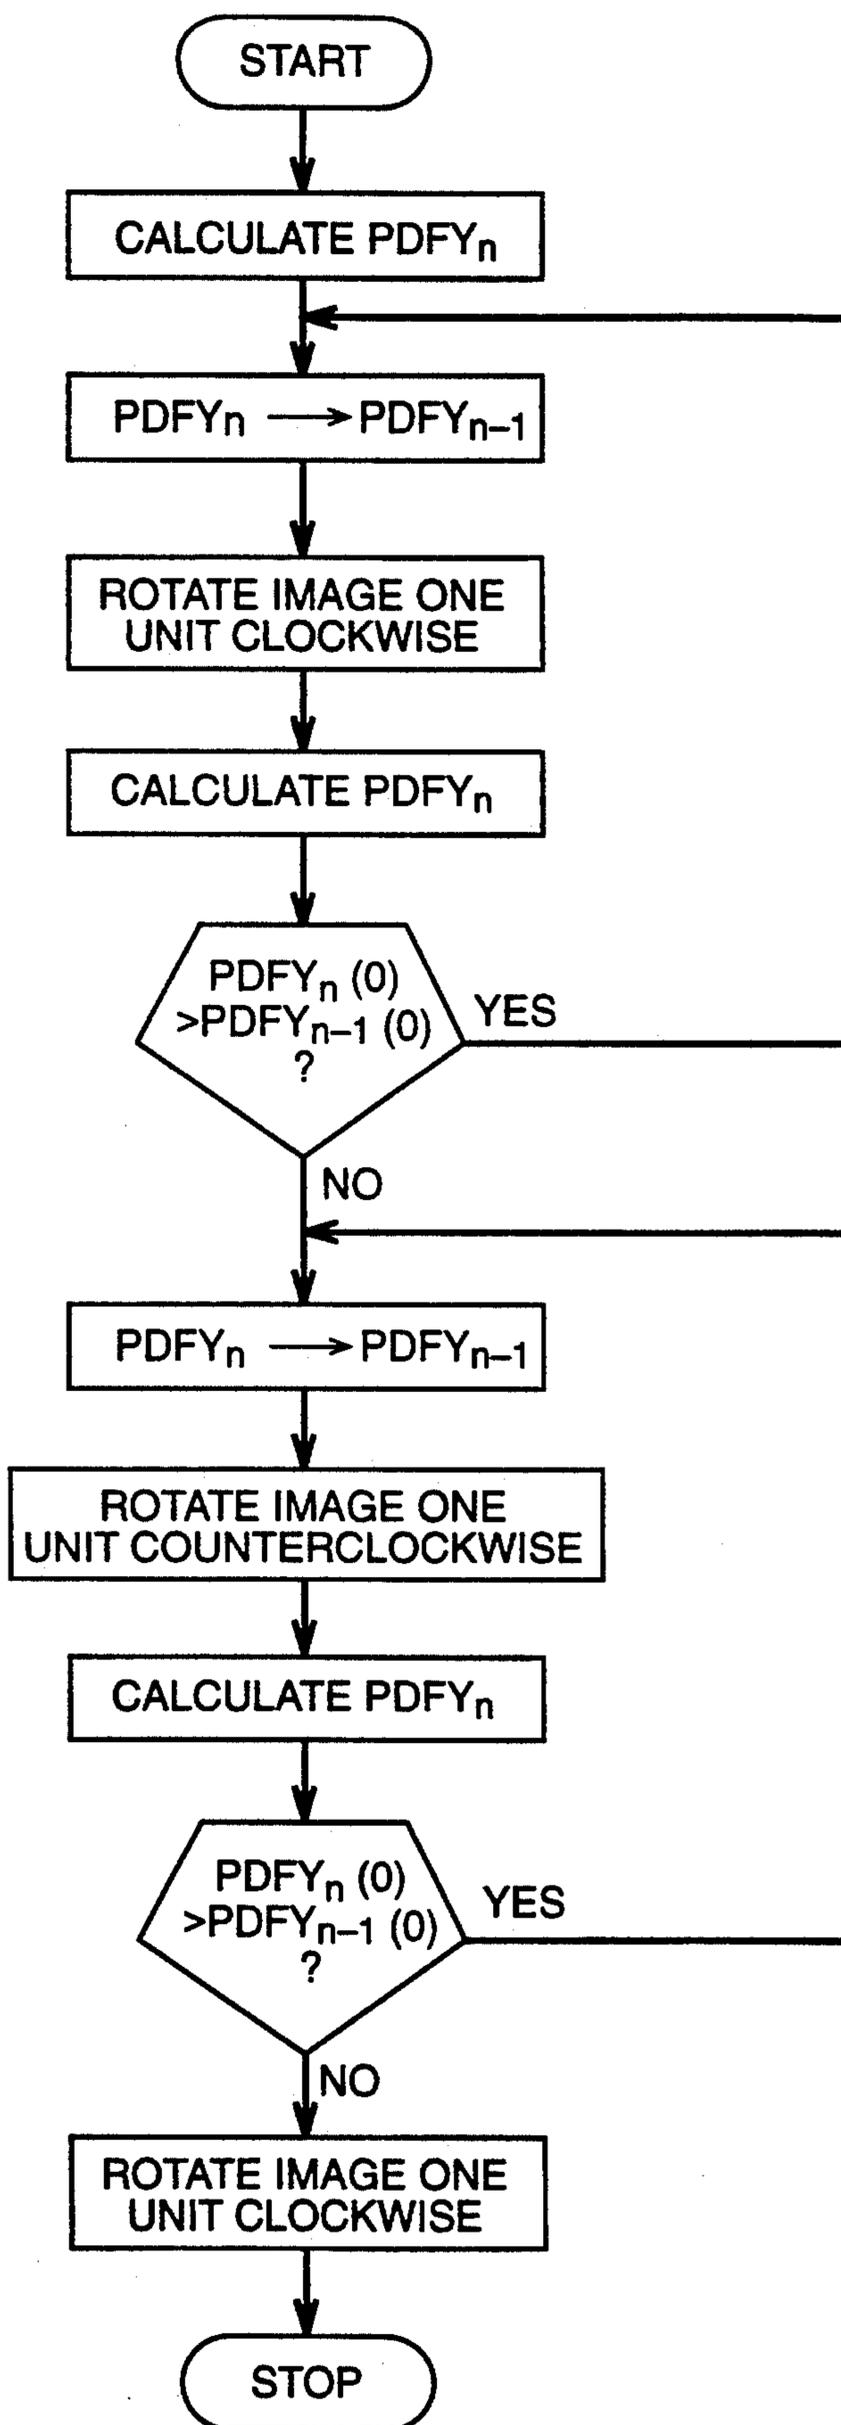 START
CALCULATE PDFYn
PDFYn → PDFYn–1
ROTATE IMAGE ONE
UNIT CLOCKWISE
CALCULATE PDFYn
PDFYn (0)
>PDFYn–1 (0)
?
YES
NO
PDFYn → PDFYn–1
ROTATE IMAGE ONE
UNIT COUNTERCLOCKWISE
CALCULATE PDFYn
PDFYn (0)
>PDFYn–1 (0)
?
YES
NO
ROTATE IMAGE ONE
UNIT CLOCKWISE
STOP